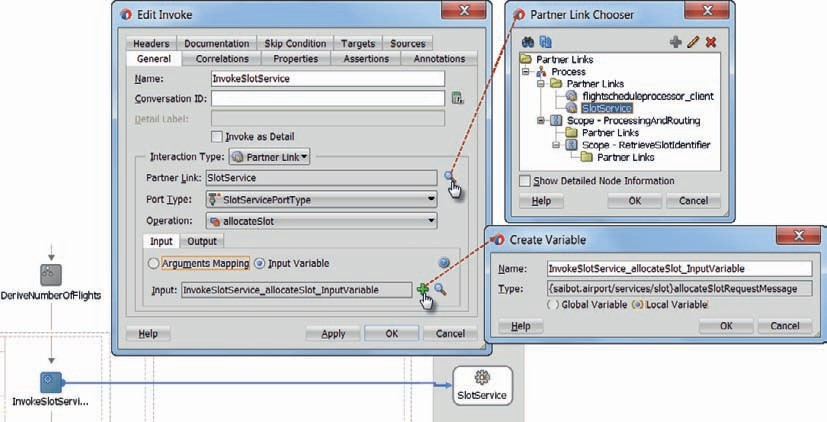 Edit Invoke
Headers Documentation Skip Condition Targets Sources
General Correlations Properties Assertions Annotations
Name: InvokeSlotService
Conversation ID:
Detail Label:
Invoke as Detail
Interaction Type: Partner Link
Partner Link: SlotService
Port Type: SlotServicePortType
Operation: allocateSlot
Input Output
Arguments Mapping Input Variable
Input: InvokeSlotService_allocateSlot_InputVariable
Help Apply OK Cancel
Partner Link Chooser
Partner Links
Process
Partner Links
flightscheduleprocessor_client
SlotService
Scope - ProcessingAndRouting
Partner Links
Scope - RetrieveSlotIdentifier
Partner Links
Show Detailed Node Information
Help OK Cancel
Create Variable
Name: InvokeSlotService_allocateSlot_InputVariable
Type: {saibot.airport/services/slot}allocateSlotRequestMessage
Global Variable Local Variable
Help OK Cancel
DeriveNumberOfFlights
InvokeSlotServi...
SlotService